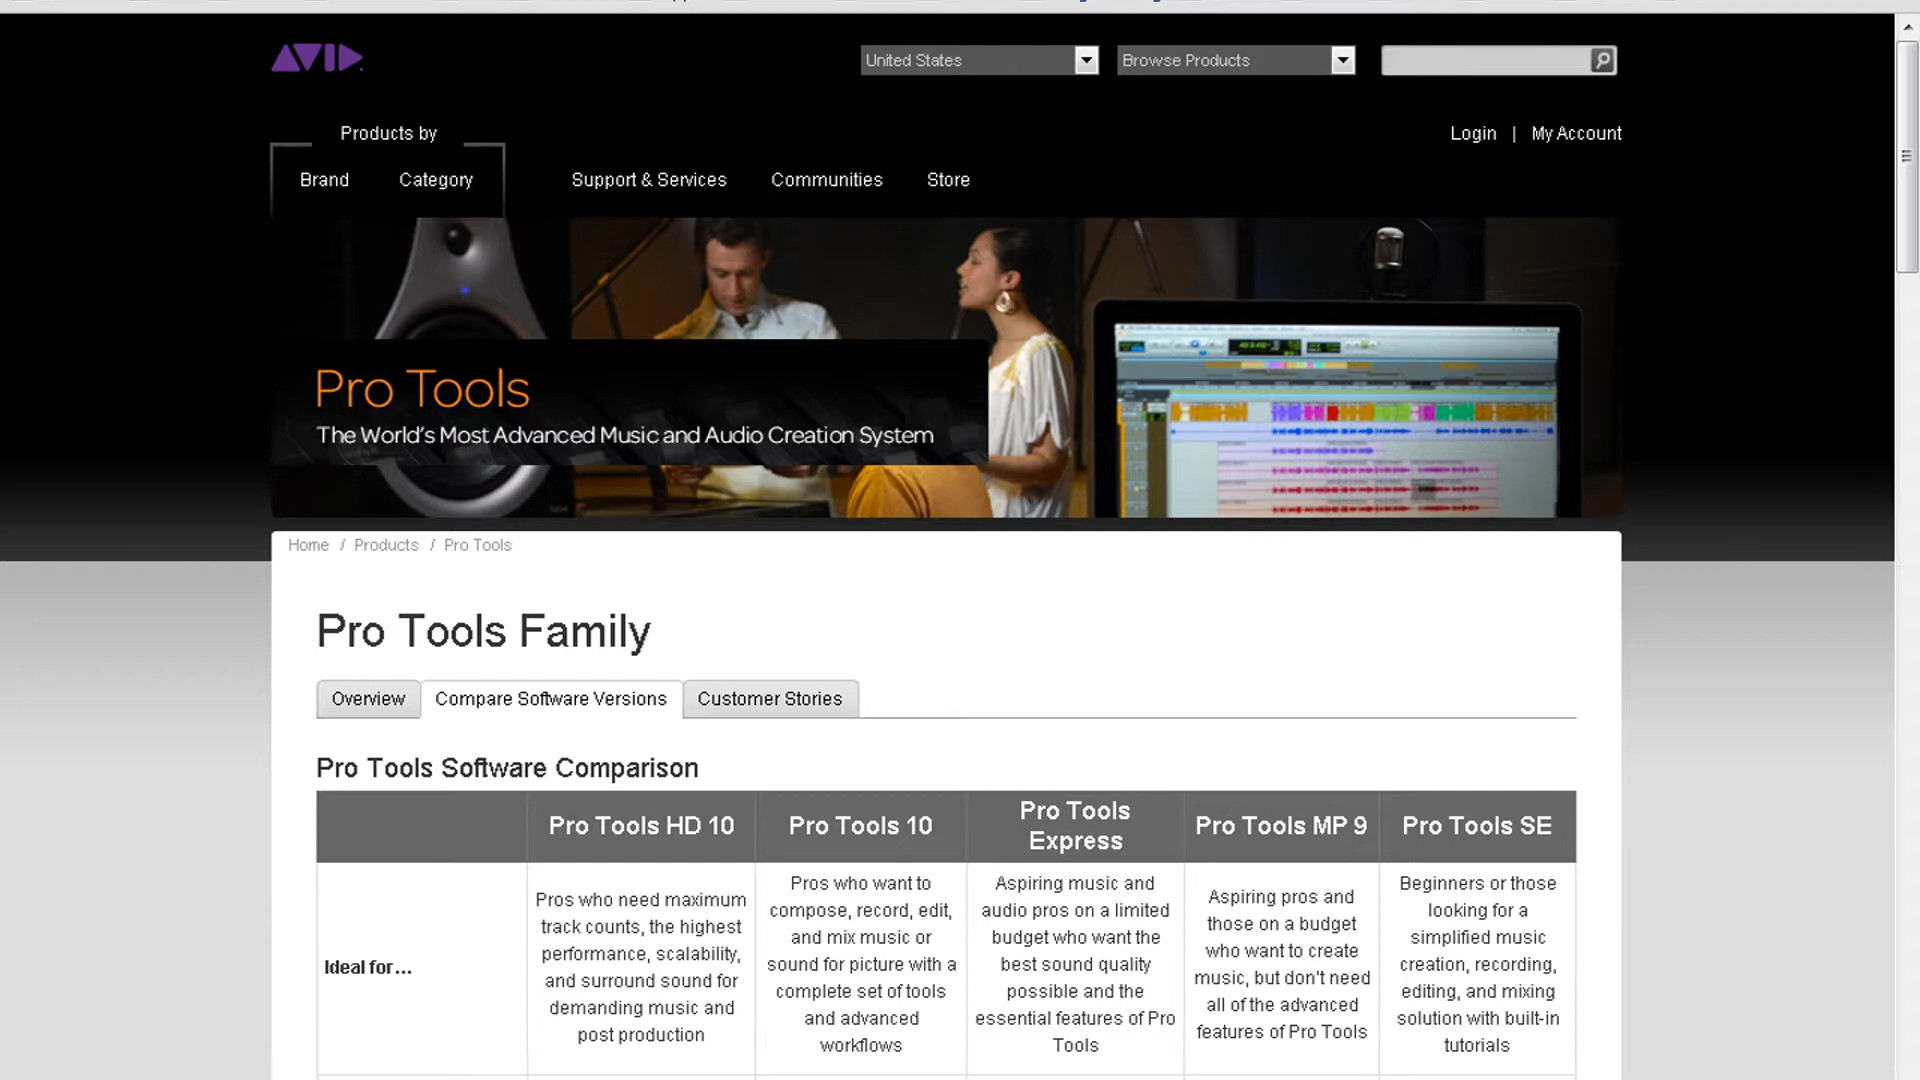 AVID
United States
Browse Products
Products by
Login | My Account
Brand
Category
Support & Services
Communities
Store
Pro Tools
The World's Most Advanced Music and Audio Creation System
Home / Products / Pro Tools
Pro Tools Family
Overview
Compare Software Versions
Customer Stories
Pro Tools Software Comparison
Pro Tools HD 10
Pro Tools 10
Pro Tools
Express
Pro Tools MP 9
Pro Tools SE
Ideal for...
Pros who need maximum
track counts, the highest
performance, scalability,
and surround sound for
demanding music and
post production
Pros who want to
compose, record, edit,
and mix music or
sound for picture with a
complete set of tools
and advanced
workflows
Aspiring music and
audio pros on a limited
budget who want the
best sound quality
possible and the
essential features of Pro
Tools
Aspiring pros and
those on a budget
who want to create
music, but don't need
all of the advanced
features of Pro Tools
Beginners or those
looking for a
simplified music
creation, recording,
editing, and mixing
solution with built-in
tutorials